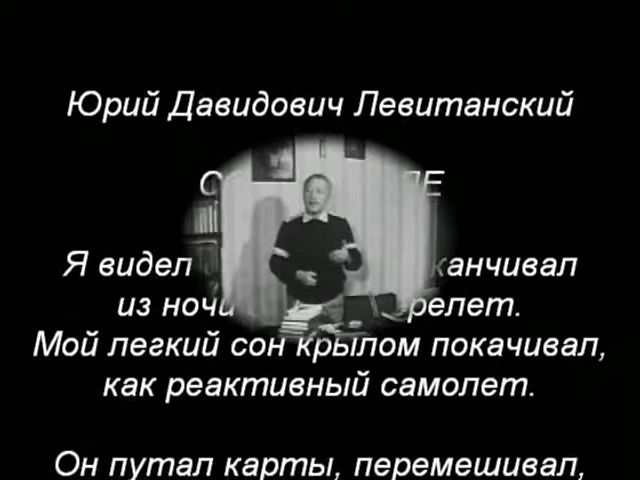 Юрий Давидович Левитанский
Я видел канчивал
из ночи релет.
Мой легкий сон крылом покачивал,
как реактивный самолет.
Он путал карты, перемешивал,